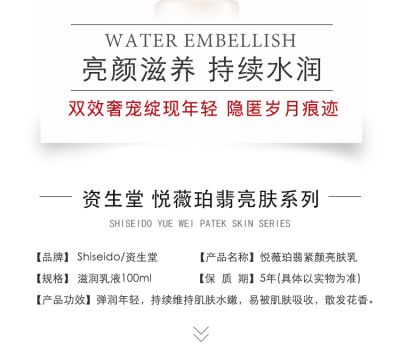 WATER EMBELLISH
亮颜滋养 持续水润
双效奢宠绽现年轻 隐匿岁月痕迹
资生堂 悦薇珀翡亮肤系列
SHISEIDO YUE WEI PATEK SKIN SERIES
【品牌】 Shiseido/资生堂 【产品名称】悦薇珀翡紧颜亮肤乳
【规格】 滋润乳液100ml 【保 质 期】5年(具体以实物为准)
【产品功效】弹润年轻，持续维持肌肤水嫩，易被肌肤吸收，散发花香。